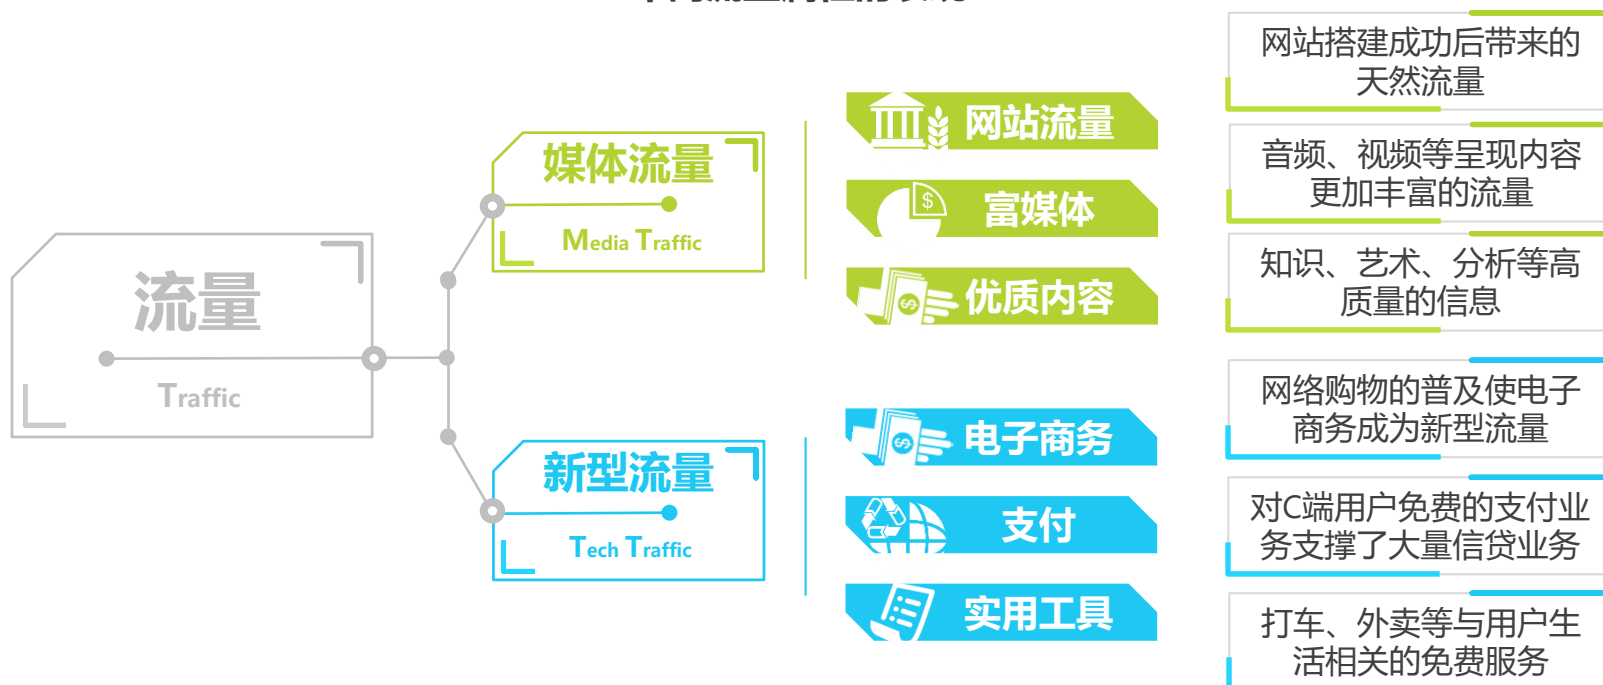 流量
Traffic
媒体流量
Media Traffic
网站流量
网站搭建成功后带来的
天然流量
富媒体
音频、视频等呈现内容
更加丰富的流量
优质内容
知识、艺术、分析等高
质量的信息
新型流量
Tech Traffic
电子商务
网络购物的普及使电子
商务成为新型流量
支付
对C端用户免费的支付业
务支撑了大量信贷业务
实用工具
打车、外卖等与用户生
活相关的免费服务